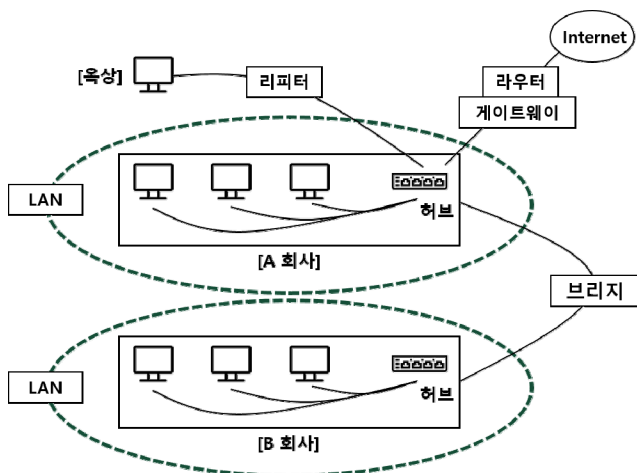 Internet
[옥상]
리피터
라우터
게이트웨이
LAN
허브
[A 회사]
브리지
LAN
허브
[B 회사]